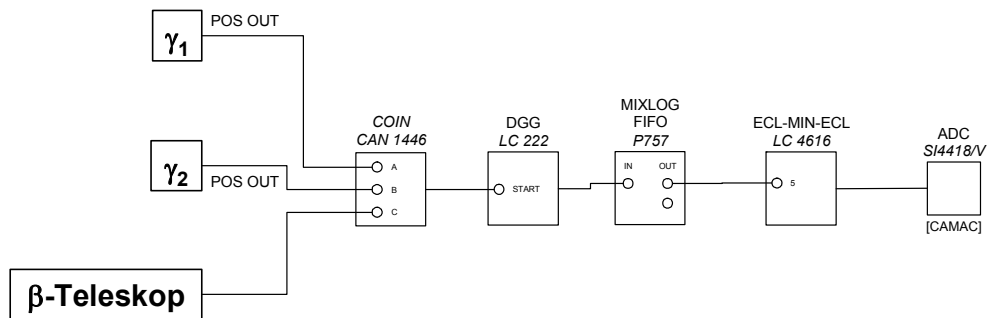 γ1
POS OUT
γ2
POS OUT
β-Teleskop
COIN
CAN 1446
A
B
C
DGG
LC 222
START
MIXLOG
FIFO
P757
IN
OUT
ECL-MIN-ECL
LC 4616
5
ADC
SI4418/V
[CAMAC]